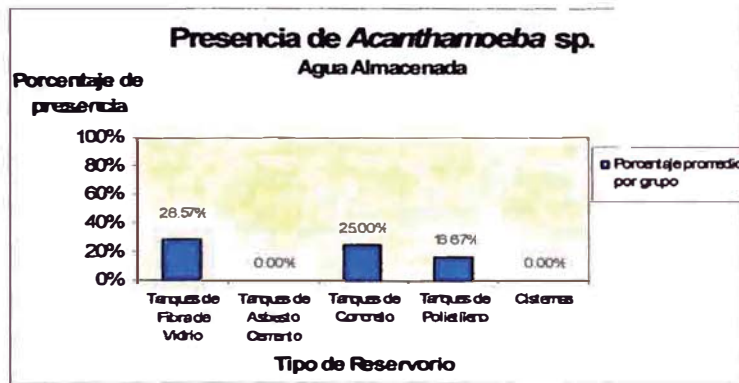 Presencia de Acanthamoeba sp.
Agua Almacenada
Porcentaje de
presencia
100%
80%
60%
40%
20%
0%
28.57%
0.00%
25.00%
0.00%
Porcentaje promedio
por grupo
Tanques de
Fibra de
Vidrio
Tanques de
Asbesto
Cemento
Tanques de
Concreto
Tanques de
Polietileno
Cisternas
Tipo de Reservorio